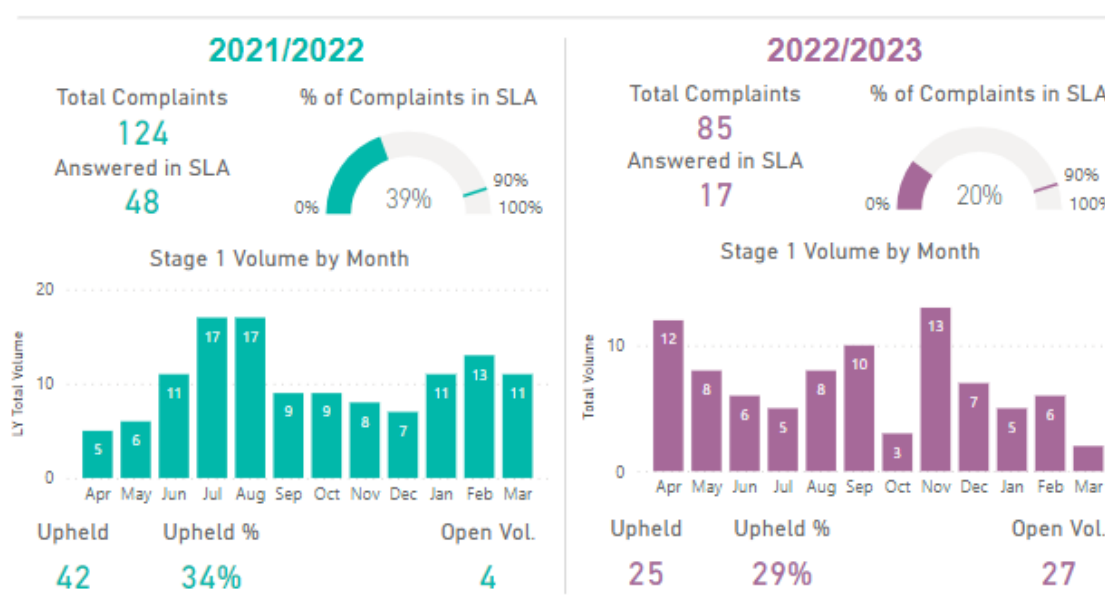 2021/2022
Total Complaints
124
Answered in SLA
48
% of Complaints in SLA
0%
39%
90%
100%
Stage 1 Volume by Month
LY Total Volume
20
10
0
5 6 11 17 17 9 9 8 7 11 13 11
Apr May Jun Jul Aug Sep Oct Nov Dec Jan Feb Mar
Upheld Upheld % Open Vol.
42 34% 4
2022/2023
Total Complaints
85
Answered in SLA
17
% of Complaints in SLA
0%
20%
90%
100%
Stage 1 Volume by Month
Total Volume
10
0
12 8 6 5 8 10 3 13 7 5 6
Apr May Jun Jul Aug Sep Oct Nov Dec Jan Feb Mar
Upheld Upheld % Open Vol.
25 29% 27